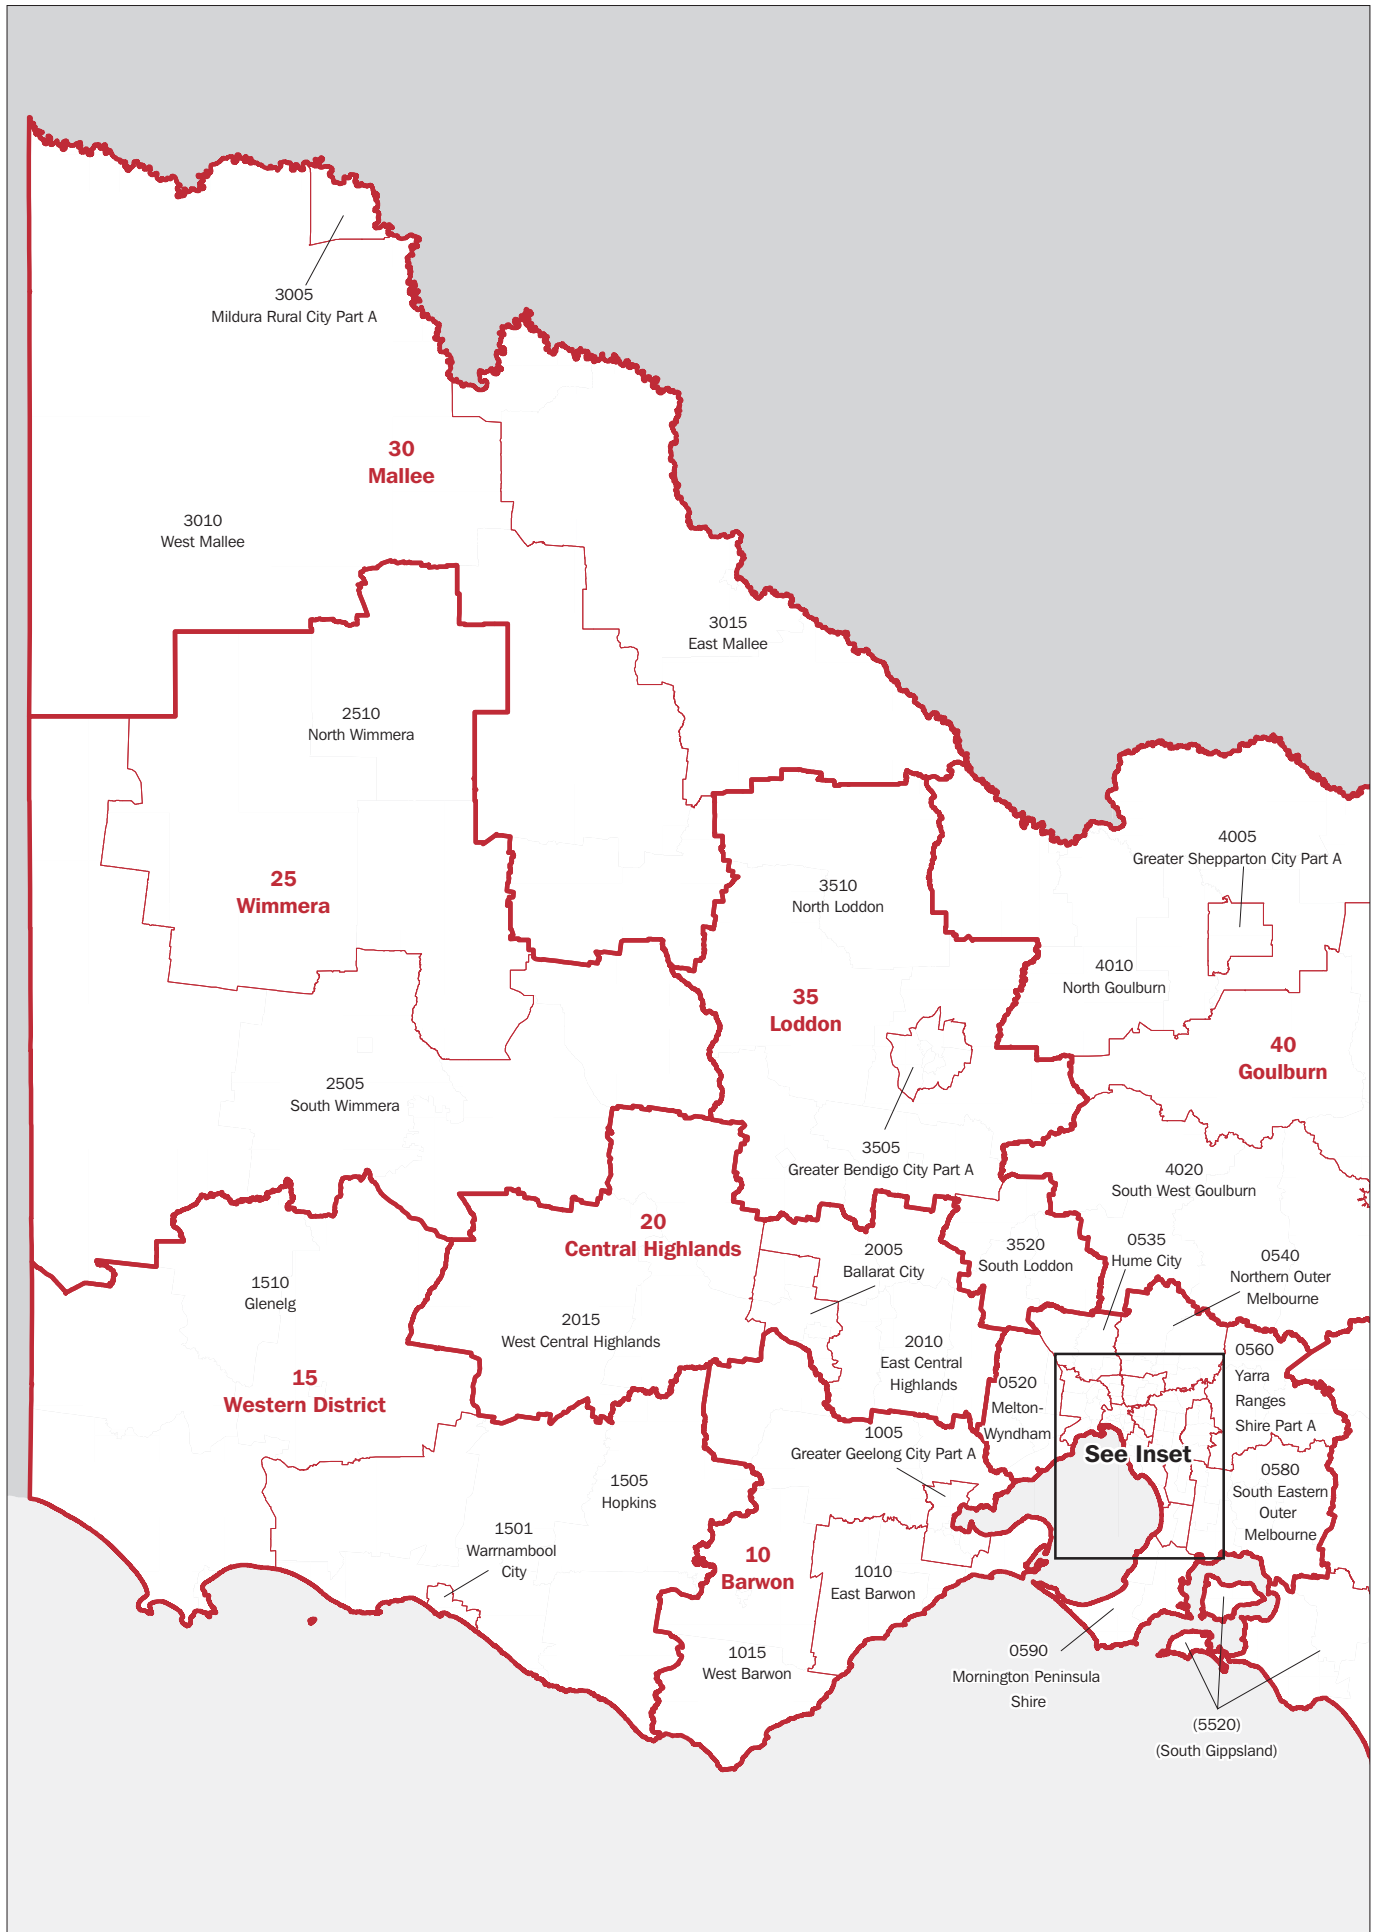 3005
Mildura Rural City Part A
30
Mallee
3010
West Mallee
3015
East Mallee
2510
North Wimmera
4005
Greater Shepparton City Part A
25
Wimmera
3510
North Loddon
4010
North Goulburn
35
Loddon
40
Goulburn
2505
South Wimmera
3505
Greater Bendigo City Part A
4020
South West Goulburn
20
Central Highlands
2005
Ballarat City
3520
South Loddon
0535
Hume City
0540
Northern Outer
Melbourne
1510
Glenelg
2015
West Central Highlands
2010
East Central
Highlands
0560
Yarra
Ranges
Shire Part A
15
Western District
0520
Melton-
Wyndham
1005
Greater Geelong City Part A
See Inset
0580
South Eastern
Outer
Melbourne
1505
Hopkins
1501
Warrnambool
City
10
Barwon
1010
East Barwon
1015
West Barwon
0590
Mornington Peninsula
Shire
(5520)
(South Gippsland)